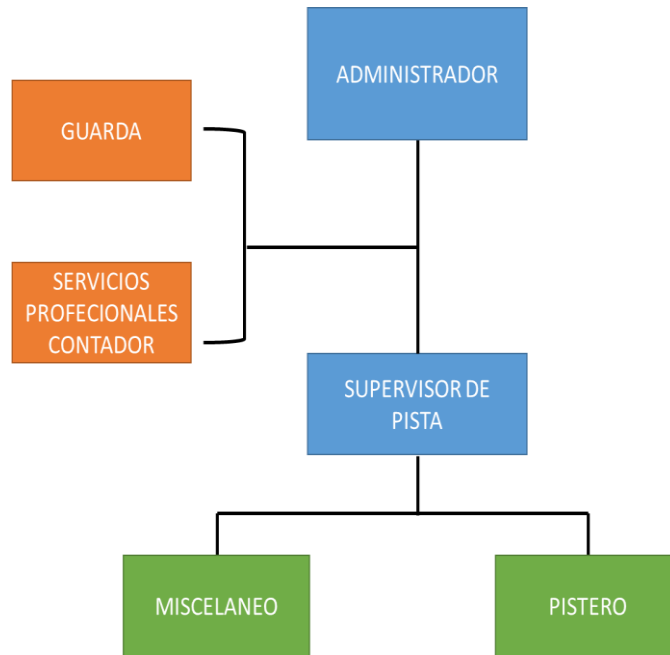 ADMINISTRADOR
GUARDA
SERVICIOS
PROFECIONALES
CONTADOR
SUPERVISOR DE
PISTA
MISCELANEO
PISTERO